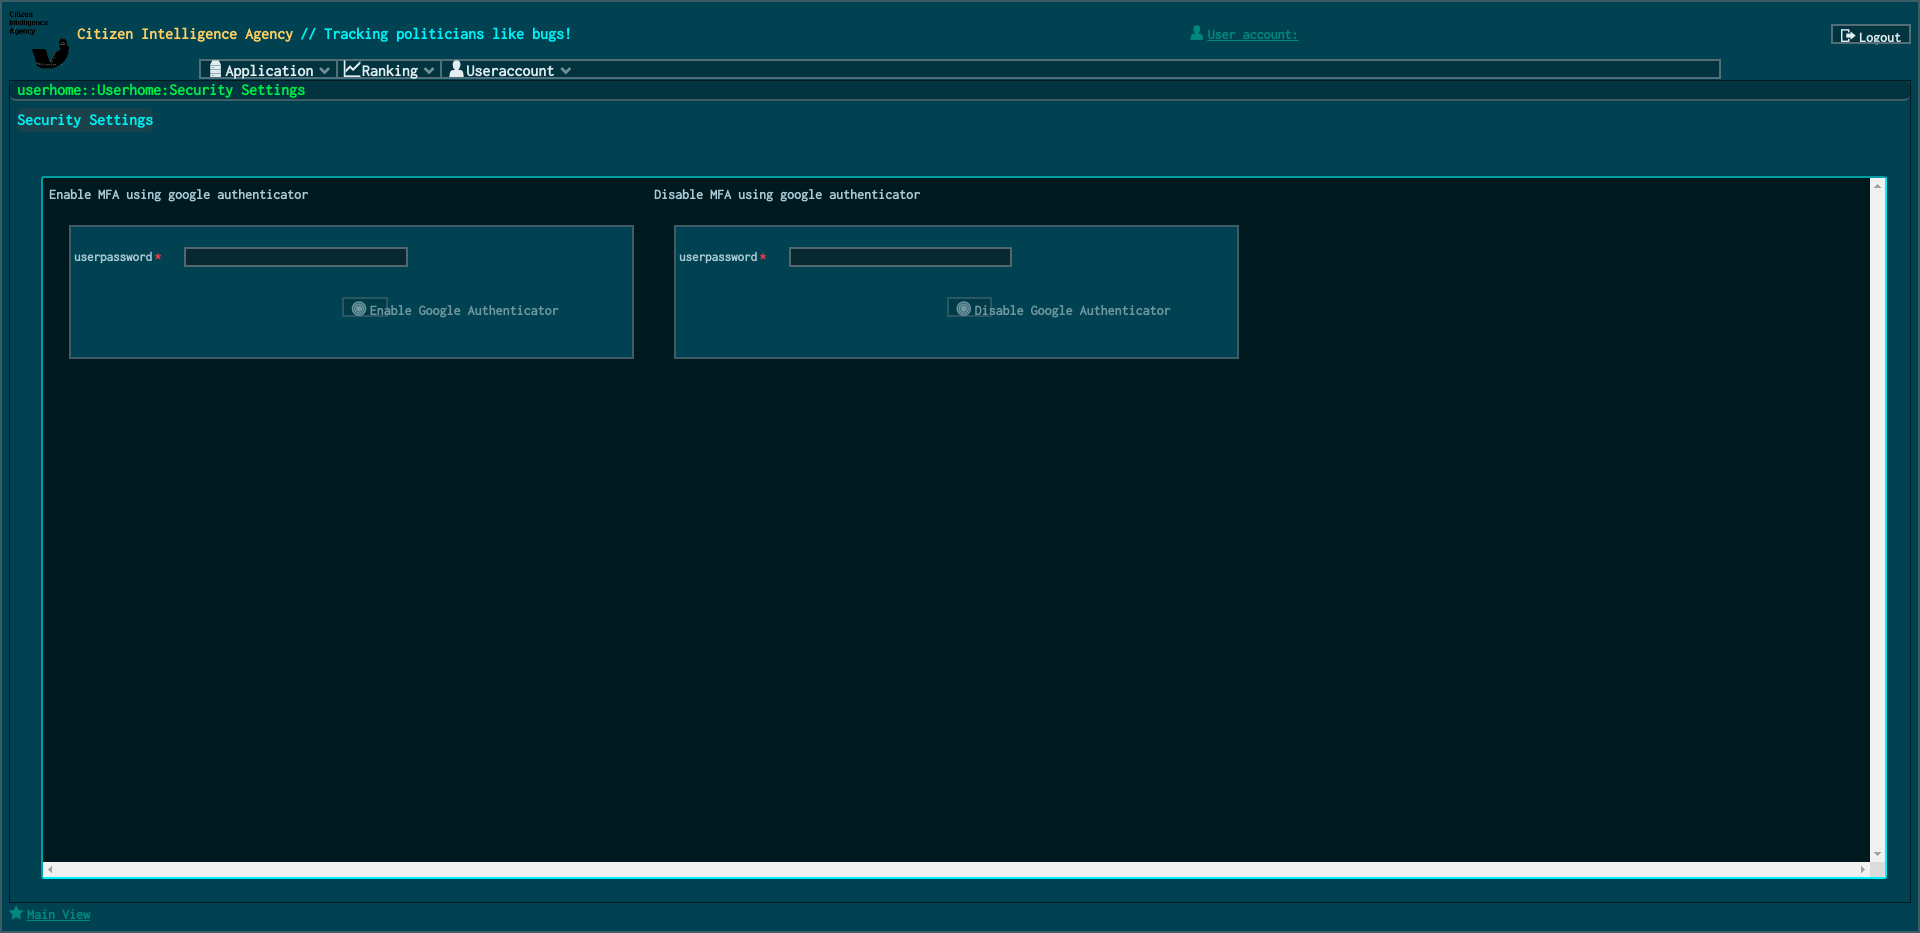 Citizen
Intelligence
Agency
Citizen Intelligence Agency // Tracking politicians like bugs!
User account:
Logout
Application
Ranking
Useraccount
userhome::Userhome:Security Settings
Security Settings
Enable MFA using google authenticator
Disable MFA using google authenticator
userpassword*
userpassword*
Enable Google Authenticator
Disable Google Authenticator
Main View